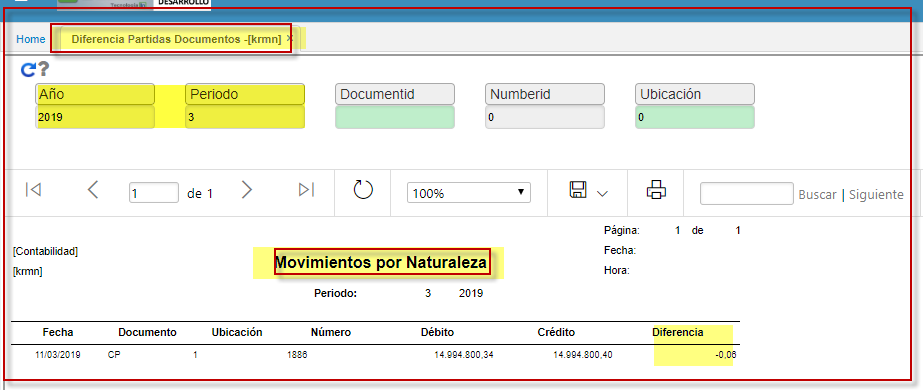 Tecnología
DESARROLLO
Home Diferencia Partidas Documentos -[krmn] ×
?
Año Periodo Documentid Numberid Ubicación
2019 3 0 0
1 de 1 100% Buscar | Siguiente
Página: 1 de 1
[Contabilidad] Fecha:
Movimientos por Naturaleza
[krmn] Hora:
Periodo: 3 2019
Fecha Documento Ubicación Número Débito Crédito Diferencia
11/03/2019 CP 1 1886 14.994.800,34 14.994.800,40 -0,06